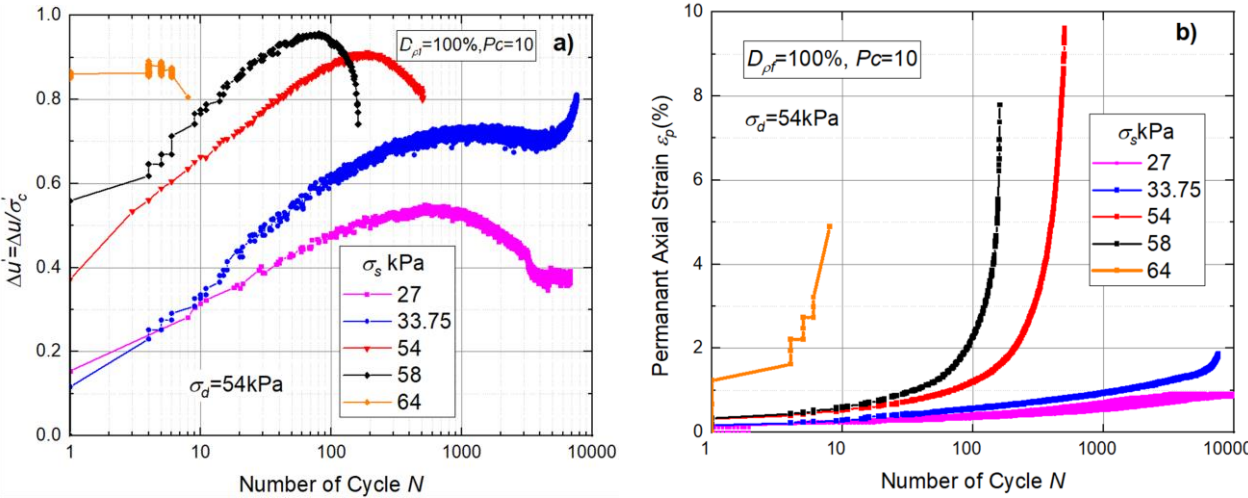 1.0
0.8
0.6
0.4
0.2
0.0
Δu'=Δu/σc'
Dρf=100%,Pc=10
a)
σs kPa
27
33.75
54
58
64
σd=54kPa
1
10
100
1000
10000
Number of Cycle N
10
8
6
4
2
0
Permanant Axial Strain εp(%)
b)
Dρf=100%, Pc=10
σd=54kPa
σskPa
27
33.75
54
58
64
1
10
100
1000
10000
Number of Cycle N